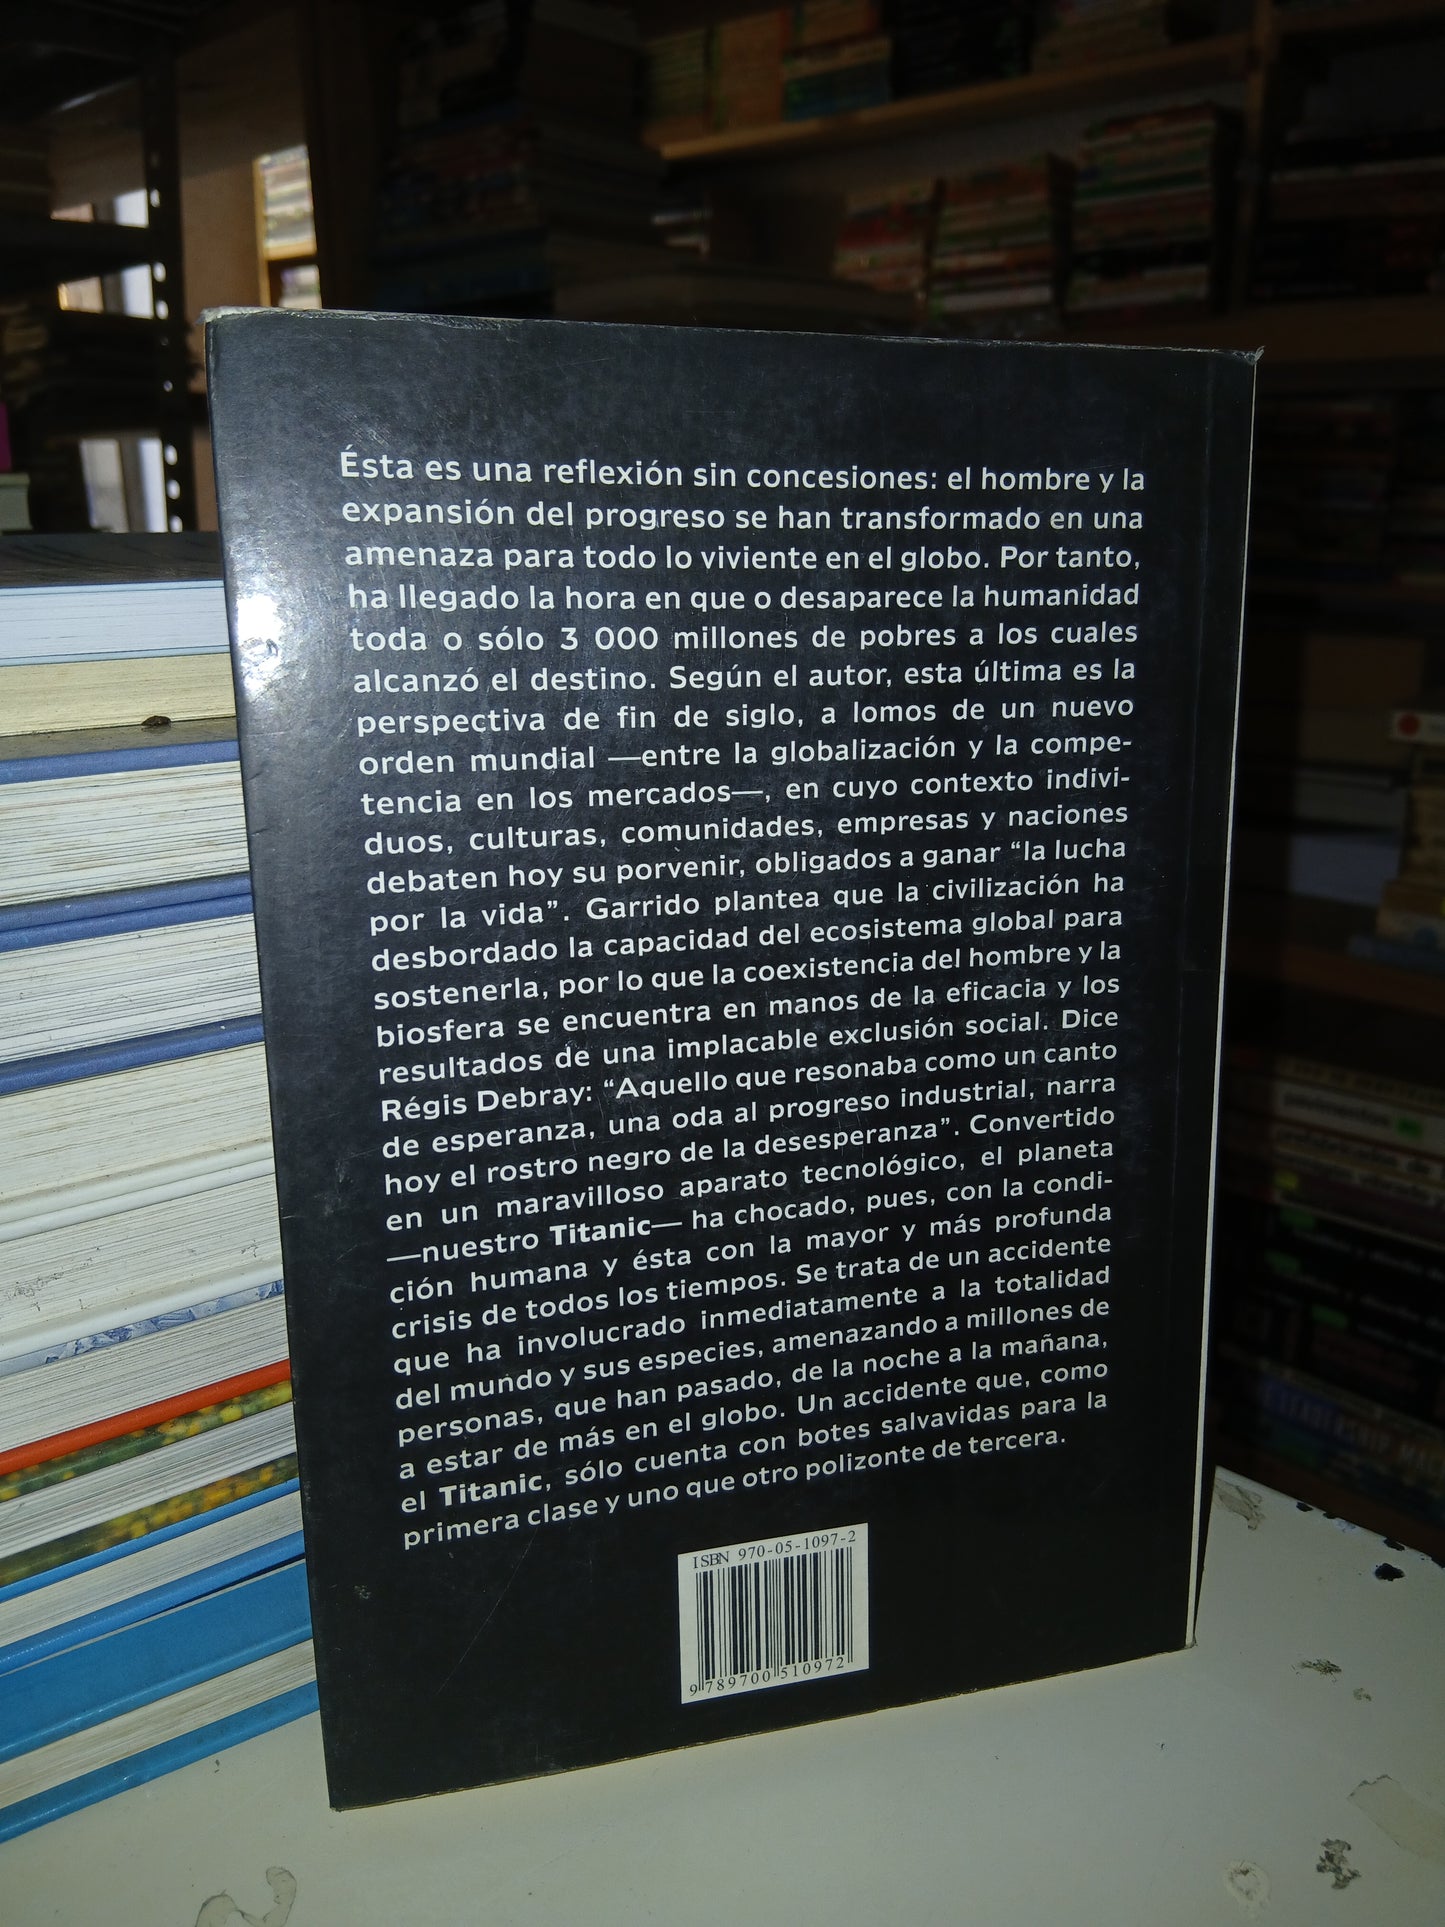 Ésta es una reflexión sin concesiones: el hombre y la
expansión del progreso se han transformado en una
amenaza para todo lo viviente en el globo. Por tanto,
ha llegado la hora en que o desaparece la humanidad
toda o sólo 3 000 millones de pobres a los cuales
alcanzó el destino. Según el autor, esta última es la
perspectiva de fin de siglo, a lomos de un nuevo
orden mundial —entre la globalización y la compe-
tencia en los mercados—, en cuyo contexto indivi-
duos, culturas, comunidades, empresas y naciones
debaten hoy su porvenir, obligados a ganar “la lucha
por la vida”. Garrido plantea que la civilización ha
desbordado la capacidad del ecosistema global para
sostenerla, por lo que la coexistencia del hombre y la
biosfera se encuentra en manos de la eficacia y los
resultados de una implacable exclusión social. Dice
Régis Debray: “Aquello que resonaba como un canto
de esperanza, una oda al progreso industrial, narra
hoy el rostro negro de la desesperanza”. Convertido
en un maravilloso aparato tecnológico, el planeta
—nuestro Titanic— ha chocado, pues, con la condi-
ción humana y ésta con la mayor y más profunda
crisis de todos los tiempos. Se trata de un accidente
que ha involucrado inmediatamente a la totalidad
del mundo y sus especies, amenazando a millones de
personas, que han pasado, de la noche a la mañana,
a estar de más en el globo. Un accidente que, como
el Titanic, sólo cuenta con botes salvavidas para la
primera clase y uno que otro polizonte de tercera.
ISBN 970-05-1097-2
9 789700 510972